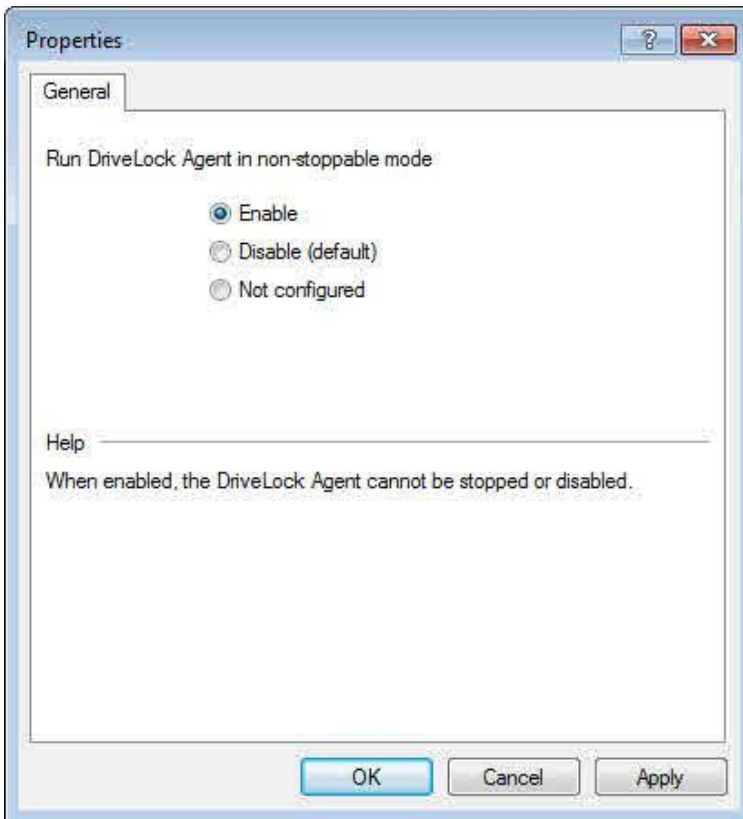 Properties
General
Run DriveLock Agent in non-stoppable mode
Enable
Disable (default)
Not configured
Help
When enabled, the DriveLock Agent cannot be stopped or disabled.
OK Cancel Apply